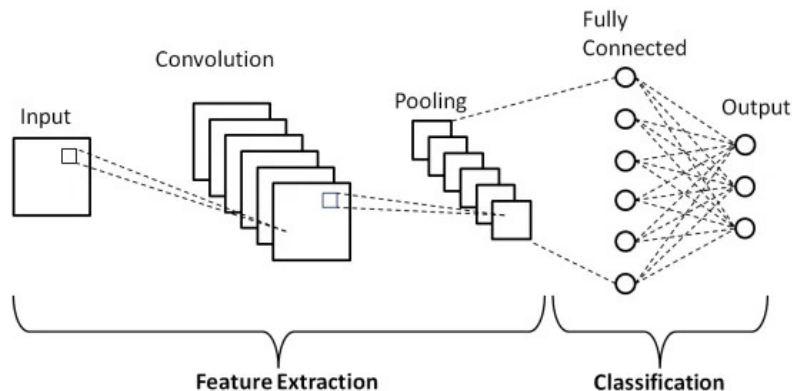 Input
Convolution
Pooling
Fully
Connected
Output
Feature Extraction
Classification